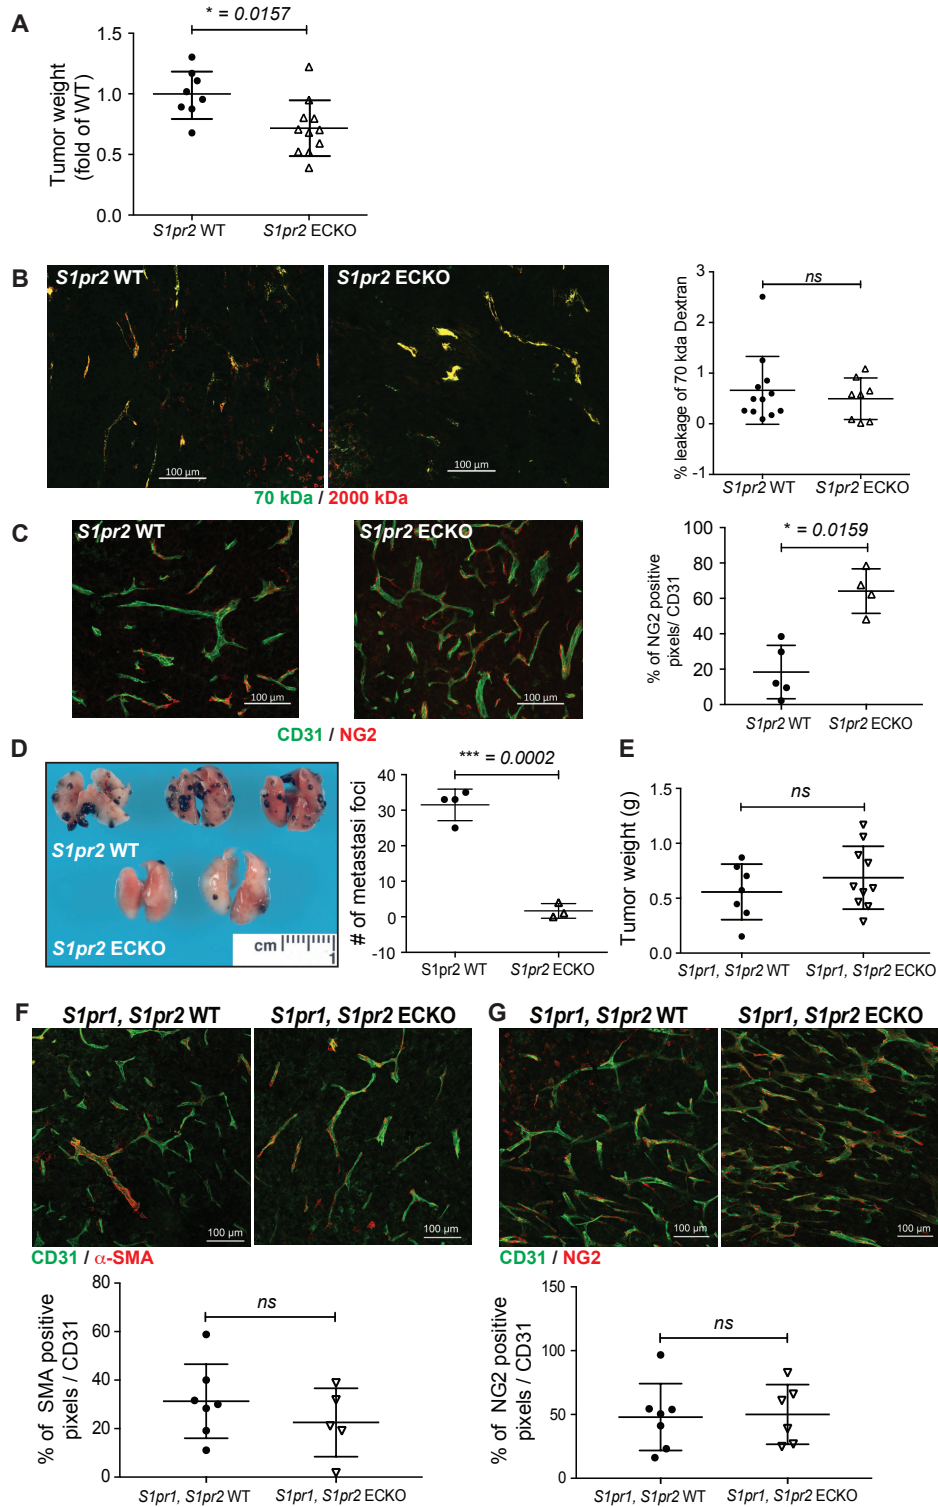 A
* = 0.0157
Tumor weight
(fold of WT)
1.5
1.0
0.5
0.0
S1pr2 WT
S1pr2 ECKO
B
S1pr2 WT
100 µm
S1pr2 ECKO
100 µm
70 kDa / 2000 kDa
ns
% leakage of 70 kda Dextran
3
2
1
0
-1
S1pr2 WT
S1pr2 ECKO
C
S1pr2 WT
100 µm
S1pr2 ECKO
100 µm
CD31 / NG2
* = 0.0159
% of NG2 positive
pixels/ CD31
100
80
60
40
20
0
S1pr2 WT
S1pr2 ECKO
D
S1pr2 WT
S1pr2 ECKO
cm
1
*** = 0.0002
# of metastasi foci
40
30
20
10
0
-10
S1pr2 WT
S1pr2 ECKO
E
ns
Tumor weight (g)
1.5
1.0
0.5
0.0
S1pr1, S1pr2 WT
S1pr1, S1pr2 ECKO
F
S1pr1, S1pr2 WT
S1pr1, S1pr2 ECKO
100 µm
100 µm
CD31 / α-SMA
ns
% of SMA positive
pixels / CD31
80
60
40
20
0
S1pr1, S1pr2 WT
S1pr1, S1pr2 ECKO
G
S1pr1, S1pr2 WT
S1pr1, S1pr2 ECKO
100 µm
100 µm
CD31 / NG2
ns
% of NG2 positive
pixels / CD31
150
100
50
0
S1pr1, S1pr2 WT
S1pr1, S1pr2 ECKO